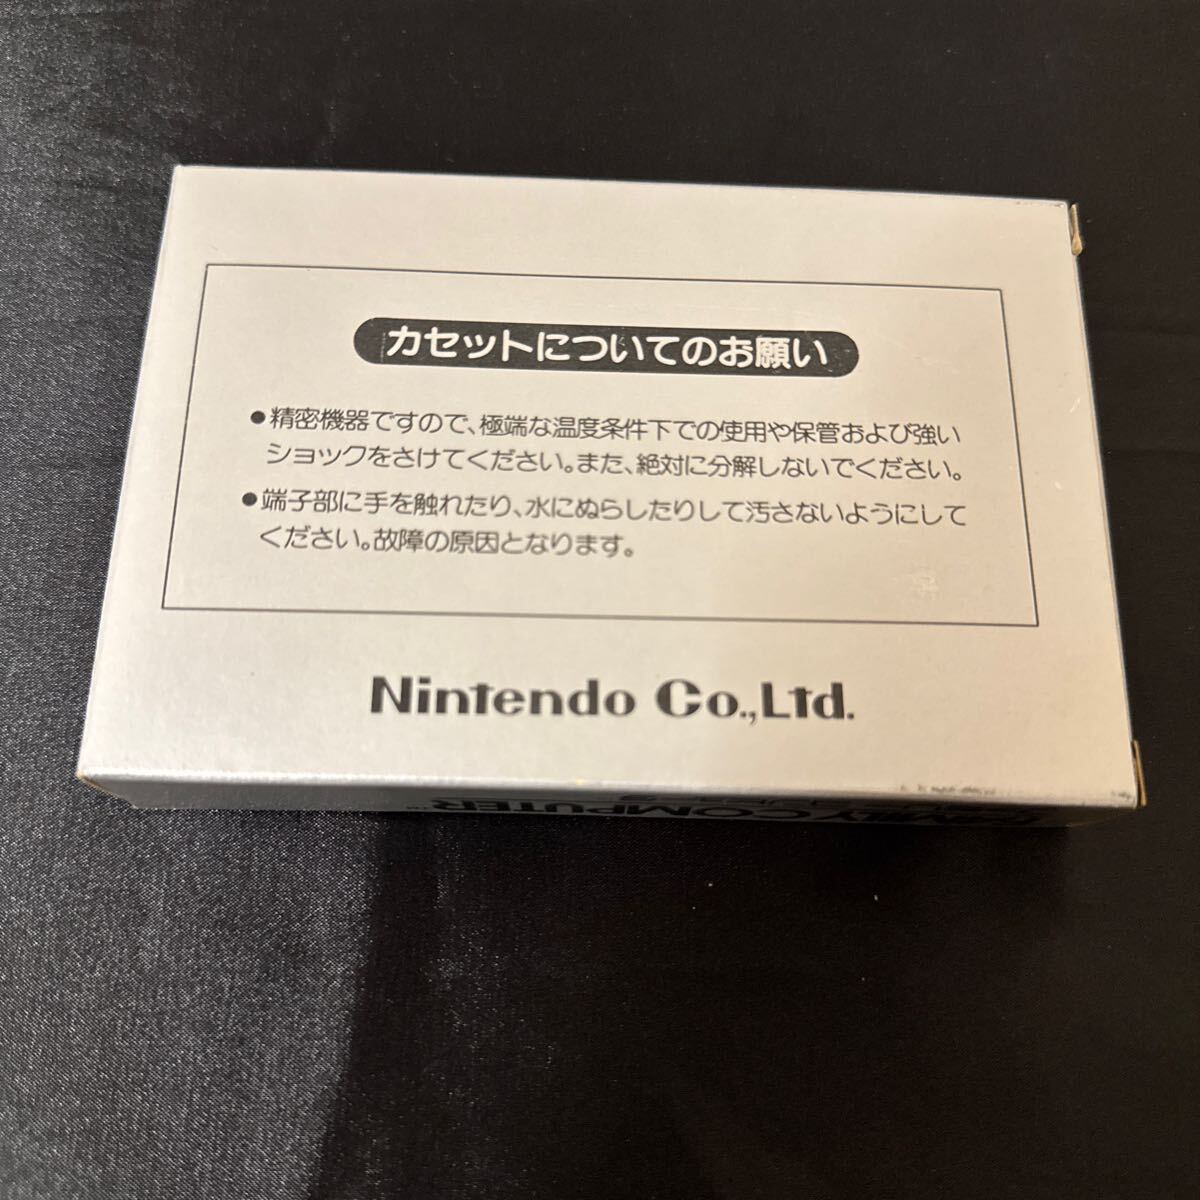 カセットについてのお願い
●精密機器ですので、極端な温度条件下での使用や保管および強い
ショックをさけてください。また、絶対に分解しないでください。
●端子部に手を触れたり、水にぬらしたりして汚さないようにして
ください。故障の原因となります。
Nintendo Co.,Ltd.
FAMILY COMPUTER™